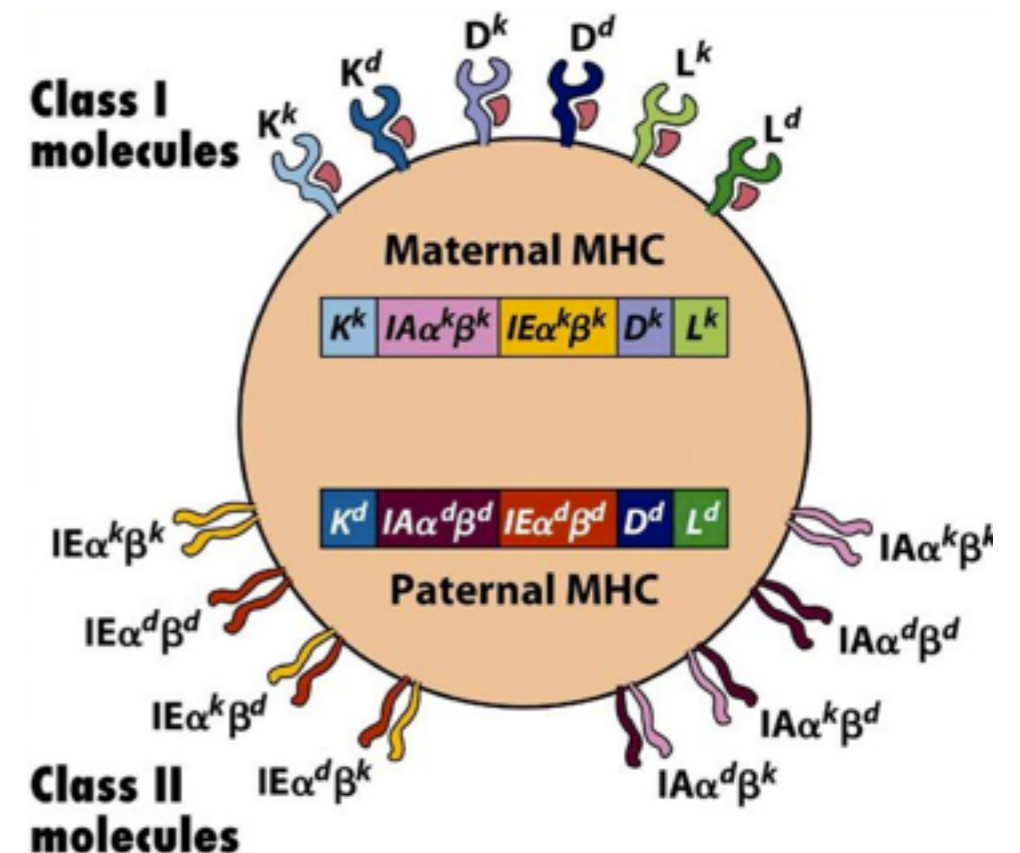 D^k
D^d
K^d
L^k
Class I
molecules
K^k
L^d
Maternal MHC
K^k IAα^kβ^k IEα^kβ^k D^k L^k
K^d IAα^dβ^d IEα^dβ^d D^d L^d
Paternal MHC
IEα^kβ^k
IAα^kβ^k
IEα^dβ^d
IAα^dβ^d
IEα^kβ^d
IAα^kβ^d
IEα^dβ^k
IAα^dβ^k
Class II
molecules